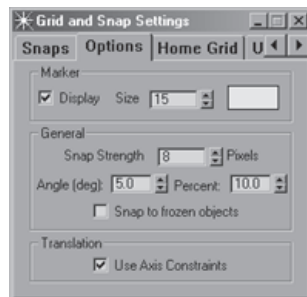 Grid and Snap Settings
Snaps Options Home Grid U
Marker
Display Size 15
General
Snap Strength 8 Pixels
Angle (deg): 5.0 Percent: 10.0
Snap to frozen objects
Translation
Use Axis Constraints